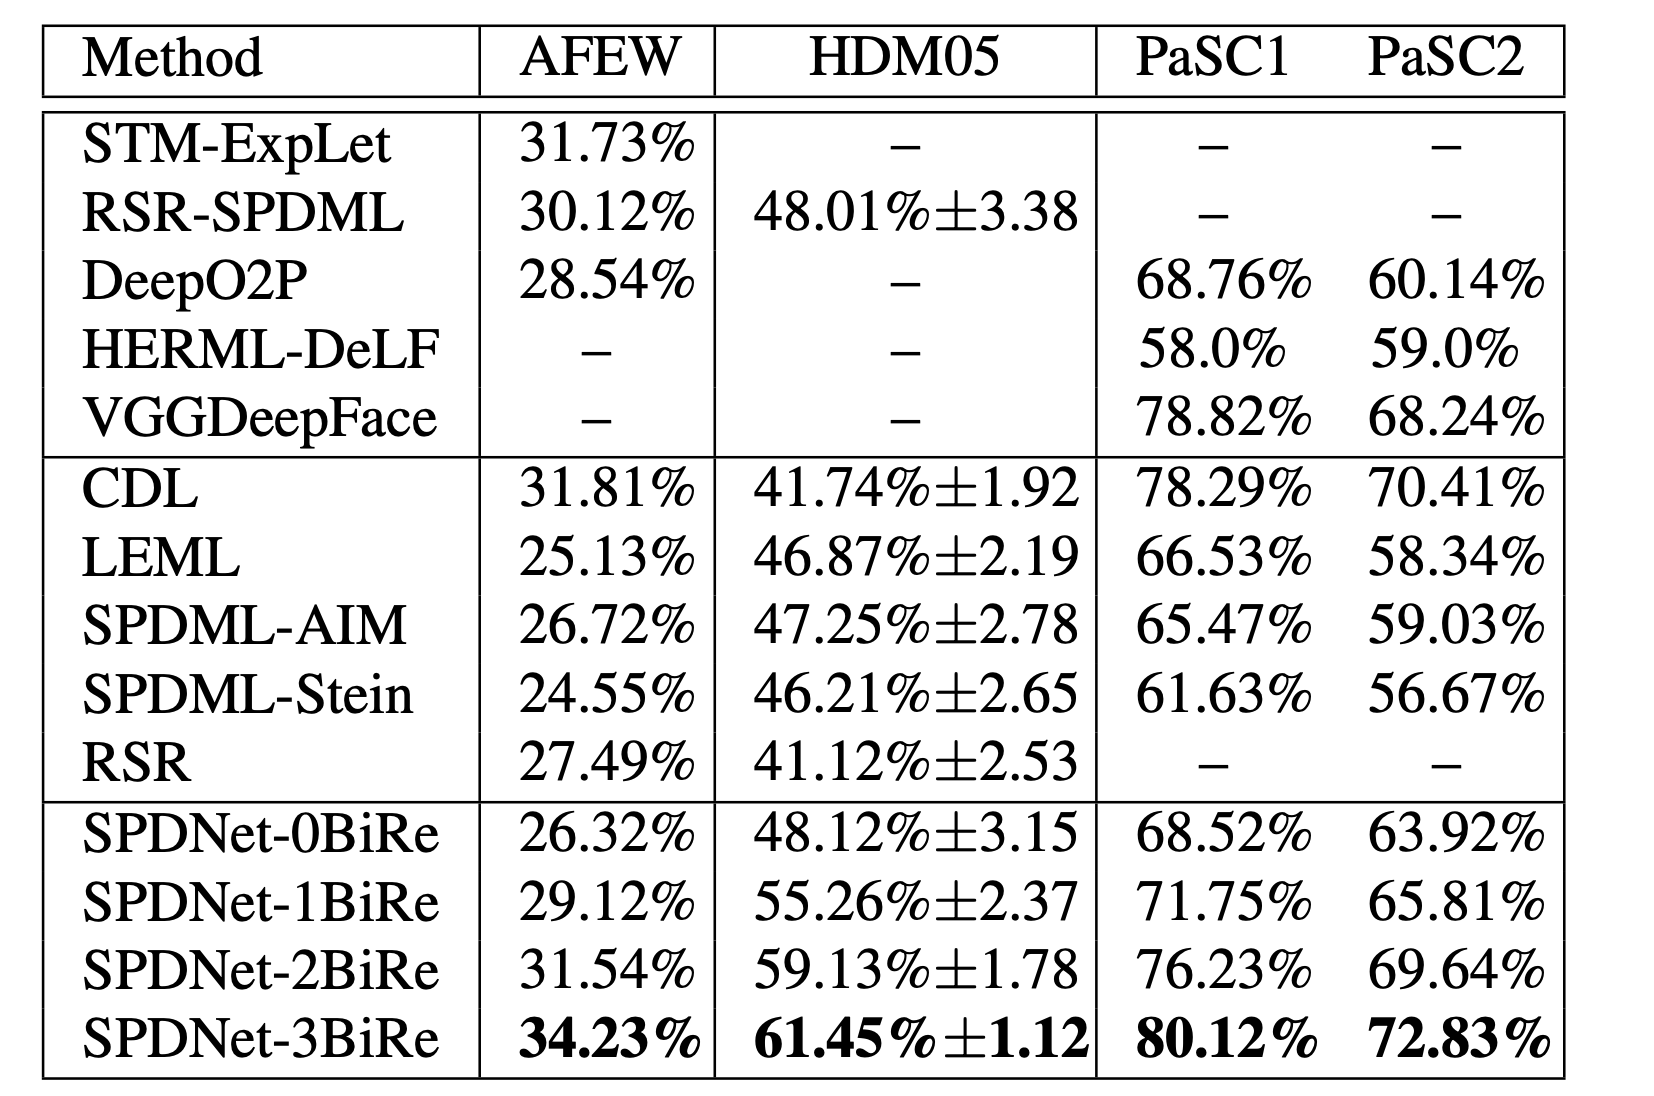 Method AFEW HDM05 PaSC1 PaSC2
STM-ExpLet 31.73% – – –
RSR-SPDML 30.12% 48.01%±3.38 – –
DeepO2P 28.54% – 68.76% 60.14%
HERML-DeLF – – 58.0% 59.0%
VGGDeepFace – – 78.82% 68.24%
CDL 31.81% 41.74%±1.92 78.29% 70.41%
LEML 25.13% 46.87%±2.19 66.53% 58.34%
SPDML-AIM 26.72% 47.25%±2.78 65.47% 59.03%
SPDML-Stein 24.55% 46.21%±2.65 61.63% 56.67%
RSR 27.49% 41.12%±2.53 – –
SPDNet-0BiRe 26.32% 48.12%±3.15 68.52% 63.92%
SPDNet-1BiRe 29.12% 55.26%±2.37 71.75% 65.81%
SPDNet-2BiRe 31.54% 59.13%±1.78 76.23% 69.64%
SPDNet-3BiRe 34.23% 61.45%±1.12 80.12% 72.83%